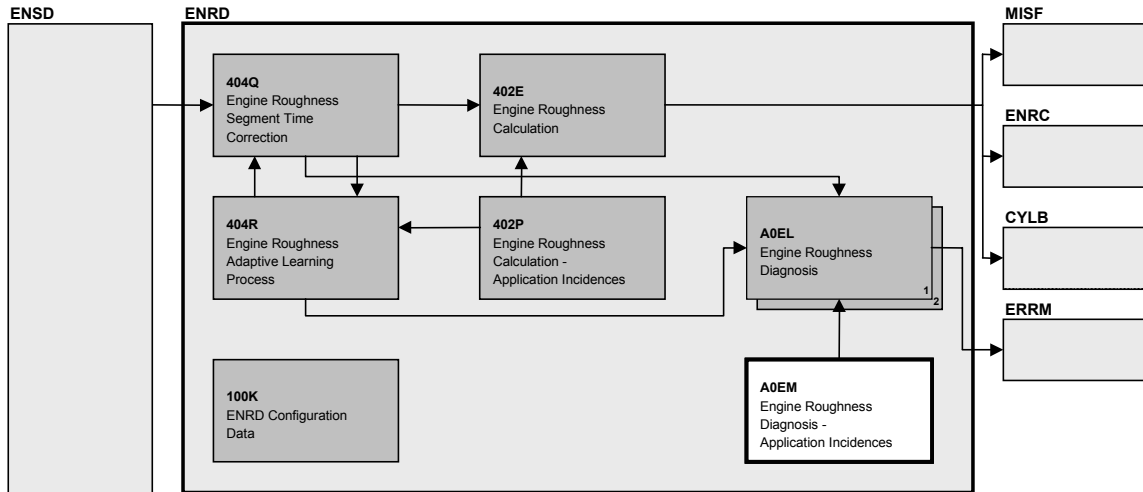 ENSD
ENRD
MISF
404Q
Engine Roughness
Segment Time
Correction
402E
Engine Roughness
Calculation
ENRC
404R
Engine Roughness
Adaptive Learning
Process
402P
Engine Roughness
Calculation -
Application Incidences
A0EL
Engine Roughness
Diagnosis
1
2
CYLB
ERRM
100K
ENRD Configuration
Data
A0EM
Engine Roughness
Diagnosis -
Application Incidences